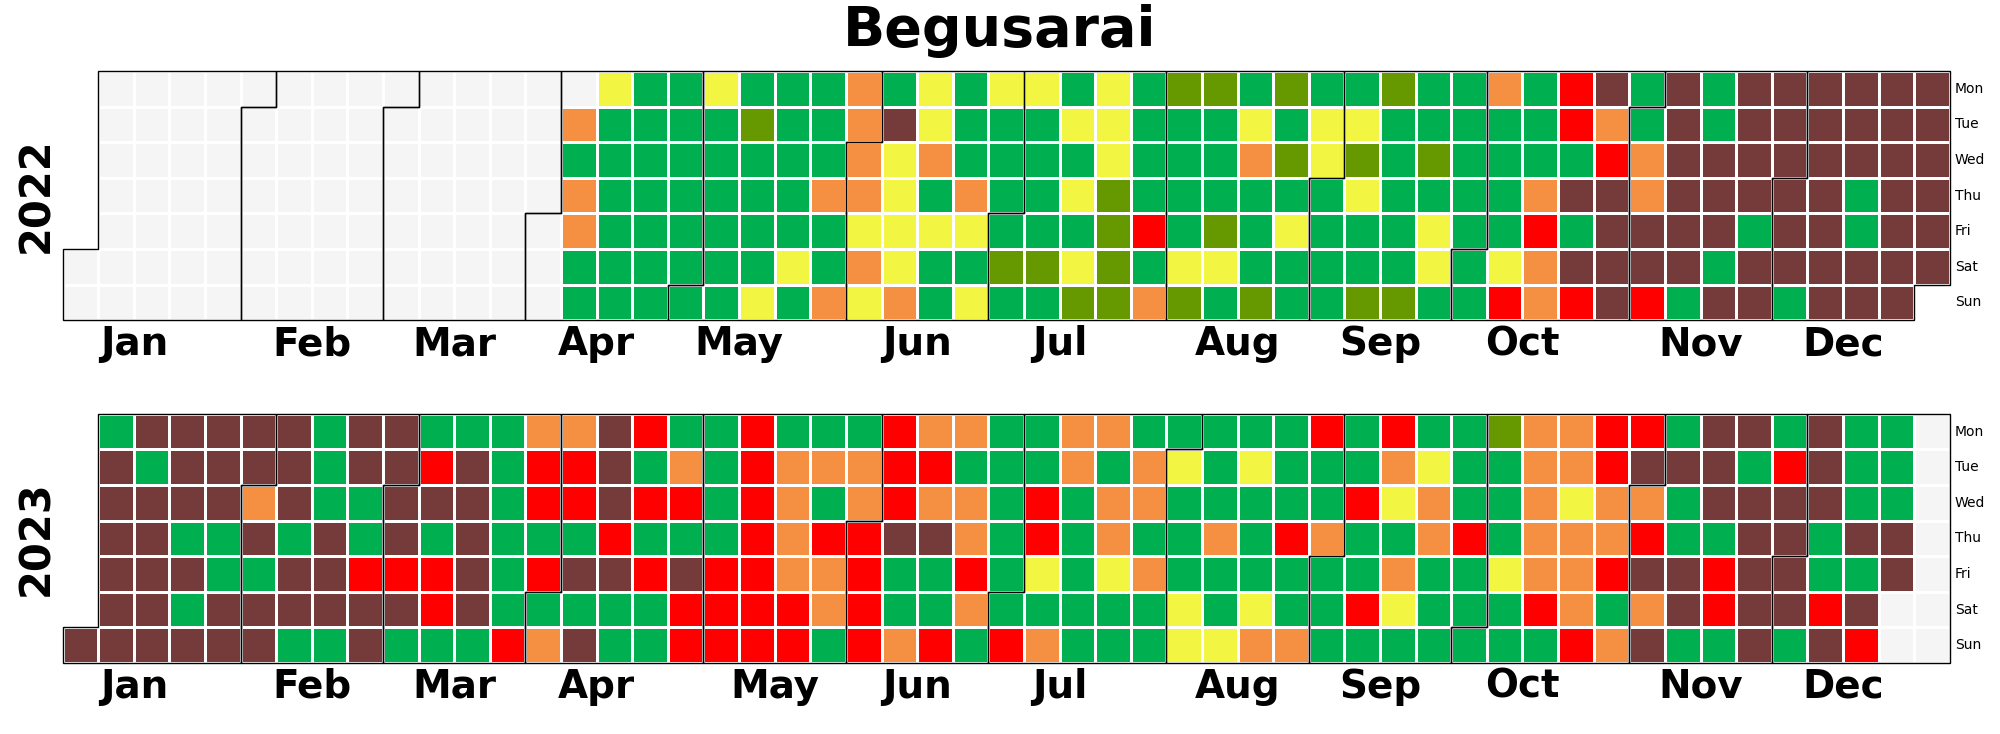 Begusarai
2022
Mon
Tue
Wed
Thu
Fri
Sat
Sun
Jan Feb Mar Apr May Jun Jul Aug Sep Oct Nov Dec
2023
Mon
Tue
Wed
Thu
Fri
Sat
Sun
Jan Feb Mar Apr May Jun Jul Aug Sep Oct Nov Dec